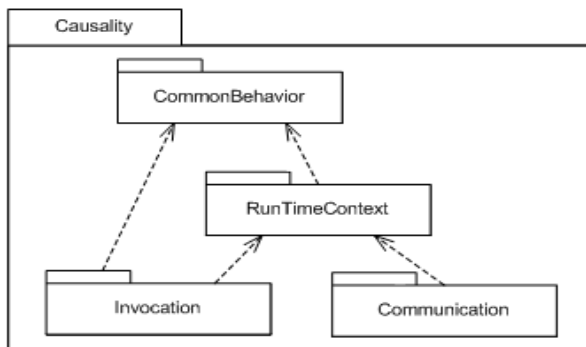 Causality
CommonBehavior
RunTimeContext
Invocation
Communication